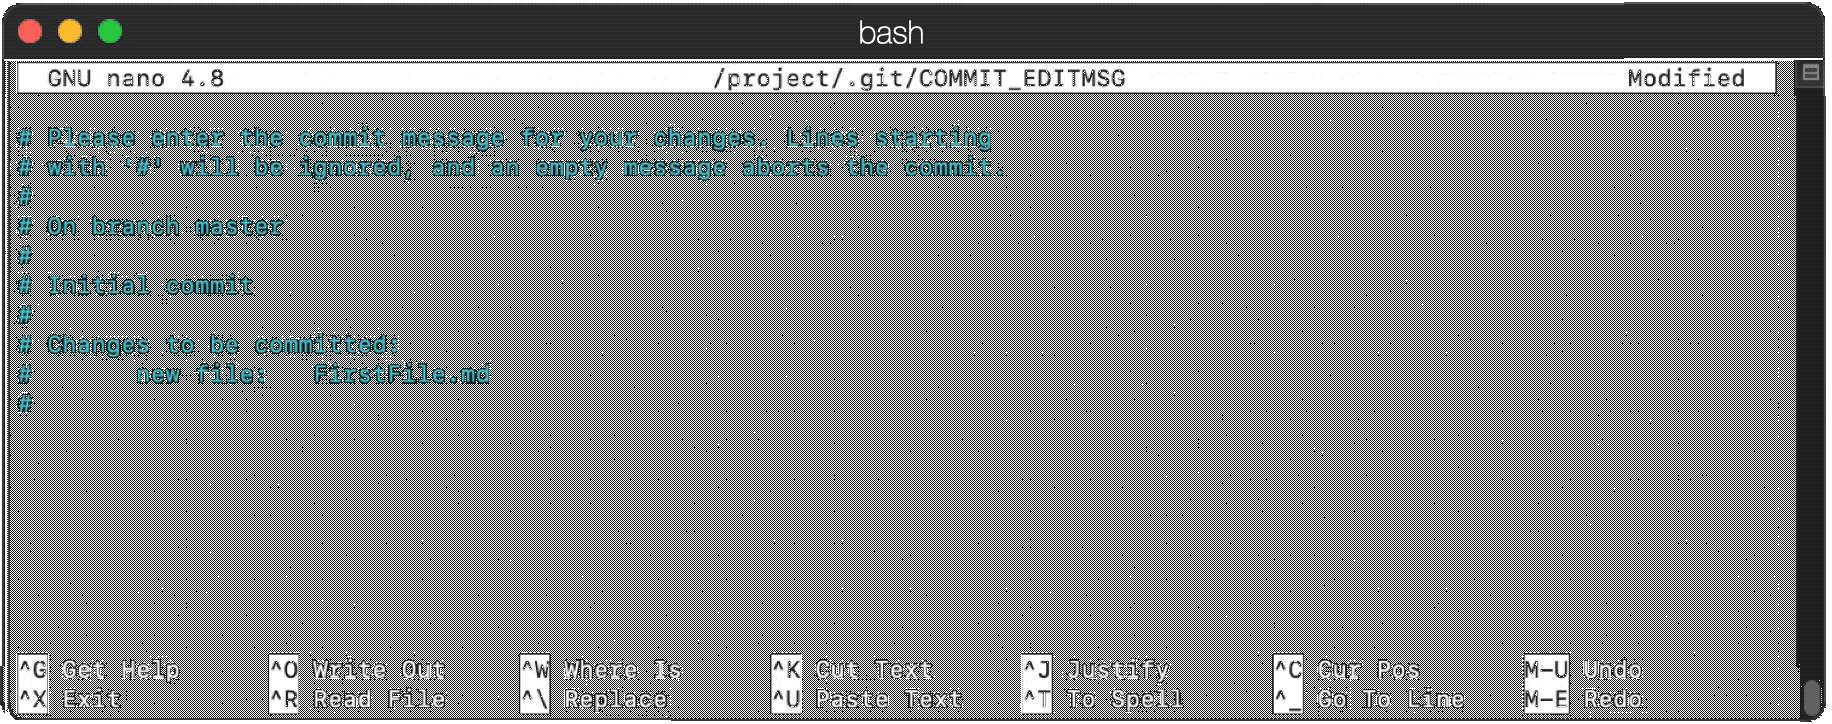 bash
GNU nano 4.8 /project/.git/COMMIT_EDITMSG Modified
# Please enter the commit message for your changes. Lines starting
# with '#' will be ignored, and an empty message aborts the commit.
#
# On branch master
#
# Initial commit
#
# Changes to be committed:
# new file: FirstFile.md
#
^G Get Help ^O Write Out ^W Where Is ^K Cut Text ^J Justify ^C Cur Pos M-U Undo
^X Exit ^R Read File ^\ Replace ^U Paste Text ^T To Spell ^_ Go To Line M-E Redo